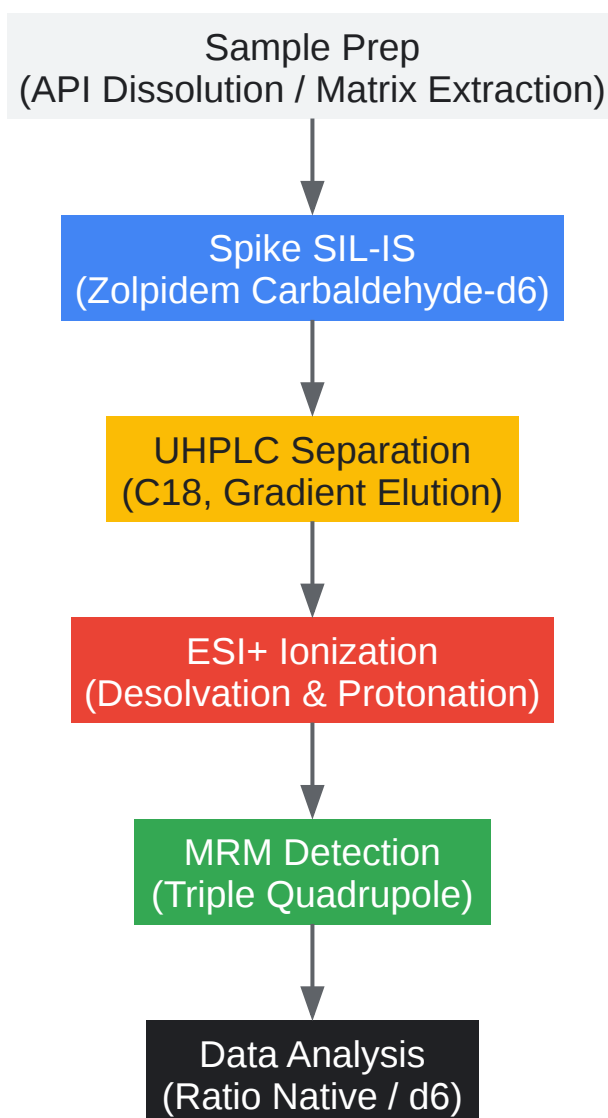 Sample Prep
(API Dissolution / Matrix Extraction)
Spike SIL-IS
(Zolpidem Carbaldehyde-d6)
UHPLC Separation
(C18, Gradient Elution)
ESI+ Ionization
(Desolvation & Protonation)
MRM Detection
(Triple Quadrupole)
Data Analysis
(Ratio Native / d6)